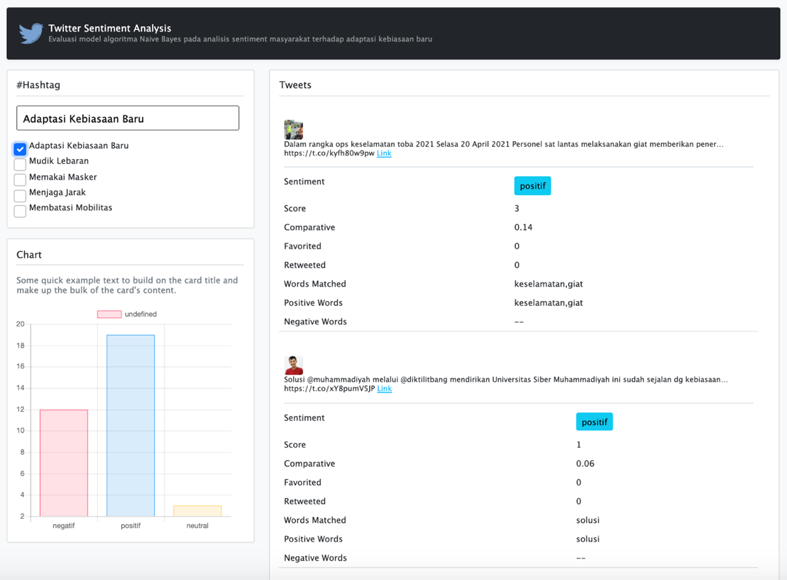 Twitter Sentiment Analysis
Evaluasi model algoritma Naive Bayes pada analisis sentiment masyarakat terhadap adaptasi kebiasaan baru
#Hashtag
Adaptasi Kebiasaan Baru
Adaptasi Kebiasaan Baru
Mudik Lebaran
Memakai Masker
Menjaga Jarak
Membatasi Mobilitas
Chart
Some quick example text to build on the card title and
make up the bulk of the card's content.
undefined
20
18
16
14
12
10
8
6
4
2
negatif positif neutral
Tweets
Dalam rangka ops keselamatan toba 2021 Selasa 20 April 2021 Personel sat lantas melaksanakan giat memberikan pener...
https://t.co/kyfh80w9pw Link
Sentiment positif
Score 3
Comparative 0.14
Favorited 0
Retweeted 0
Words Matched keselamatan,giat
Positive Words keselamatan,giat
Negative Words --
Solusi @muhammadiyah melalui @diktilitbang mendirikan Universitas Siber Muhammadiyah ini sudah sejalan dg kebiasaan...
https://t.co/xY8pumV5JP Link
Sentiment positif
Score 1
Comparative 0.06
Favorited 0
Retweeted 0
Words Matched solusi
Positive Words solusi
Negative Words --